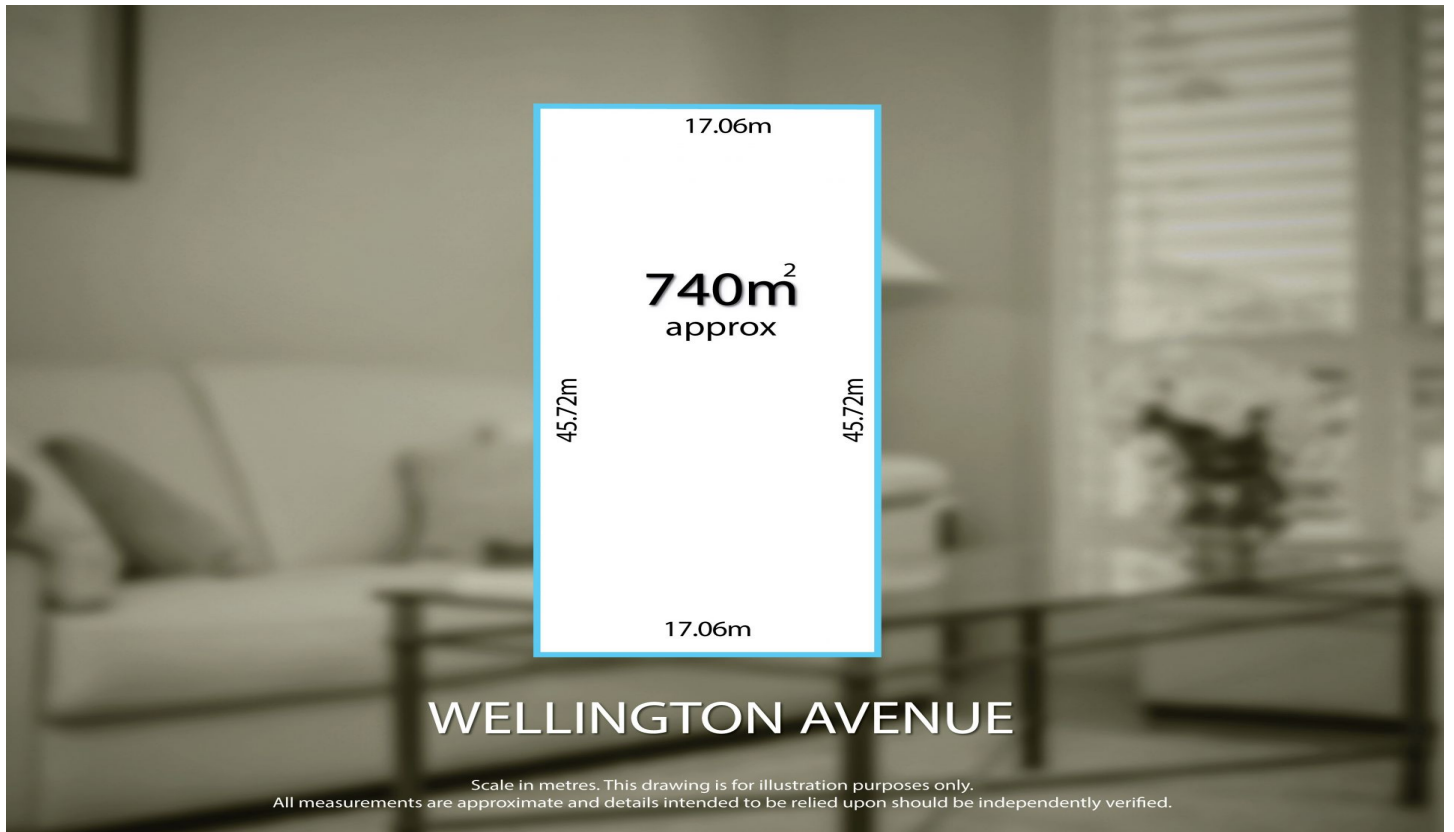 17.06m
740m²
approx
45.72m
45.72m
17.06m
WELLINGTON AVENUE
Scale in metres. This drawing is for illustration purposes only.
All measurements are approximate and details intended to be relied upon should be independently verified.